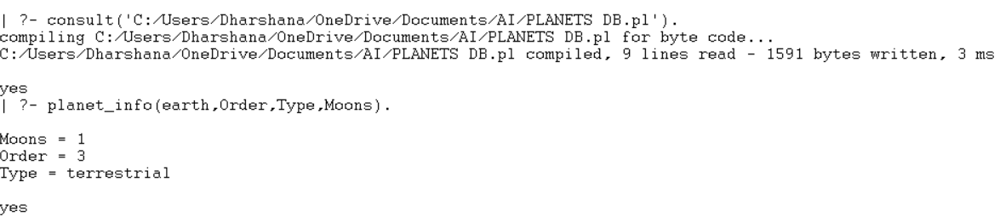 | ?- consult('C:/Users/Dharshana/OneDrive/Documents/AI/PLANETS DB.pl').
compiling C:/Users/Dharshana/OneDrive/Documents/AI/PLANETS DB.pl for byte code...
C:/Users/Dharshana/OneDrive/Documents/AI/PLANETS DB.pl compiled, 9 lines read - 1591 bytes written, 3 ms
yes
| ?- planet_info(earth,Order,Type,Moons).
Moons = 1
Order = 3
Type = terrestrial
yes